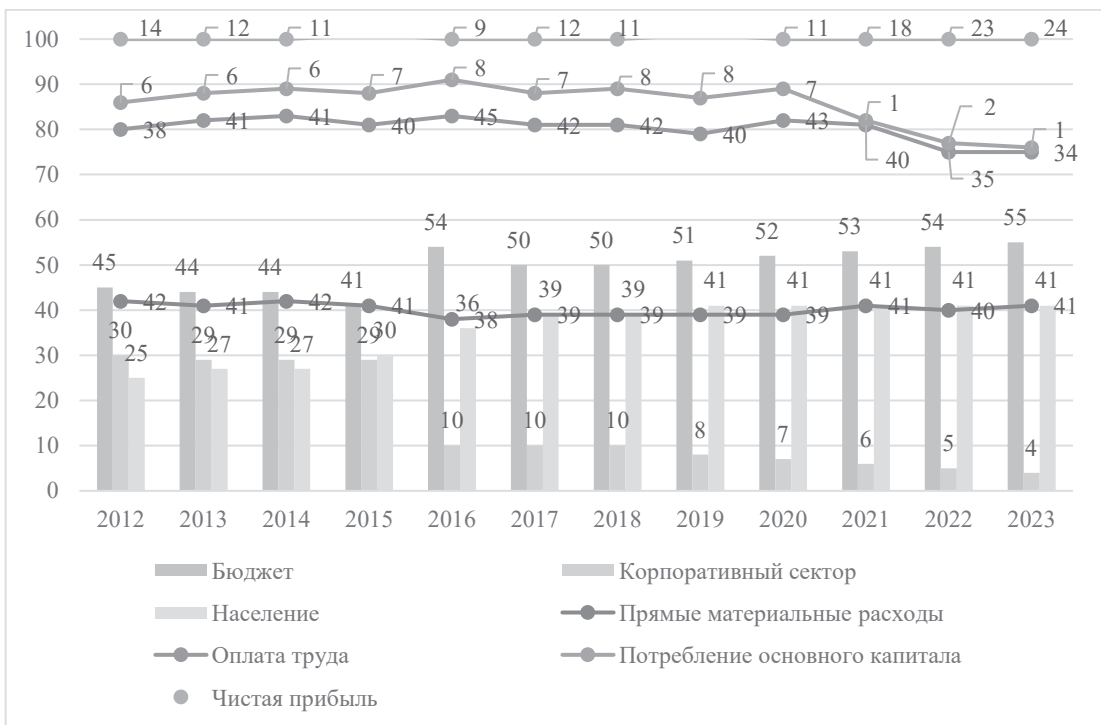 100
90
80
70
60
50
40
30
20
10
0
14 12 11 9 12 11 11 18 23 24
6 6 6 7 8 7 8 8 7 1 2 1
38 41 41 40 45 42 42 40 43 40 35 34
45 44 44 41 54 50 50 51 52 53 54 55
42 41 42 41 38 39 39 39 39 41 40 41
30 29 29 29 10 10 10 8 7 6 5 4
25 27 27 30 36 39 39 41 41 41 41 41
2012 2013 2014 2015 2016 2017 2018 2019 2020 2021 2022 2023
Бюджет Корпоративный сектор
Население Прямые материальные расходы
Оплата труда Потребление основного капитала
Чистая прибыль